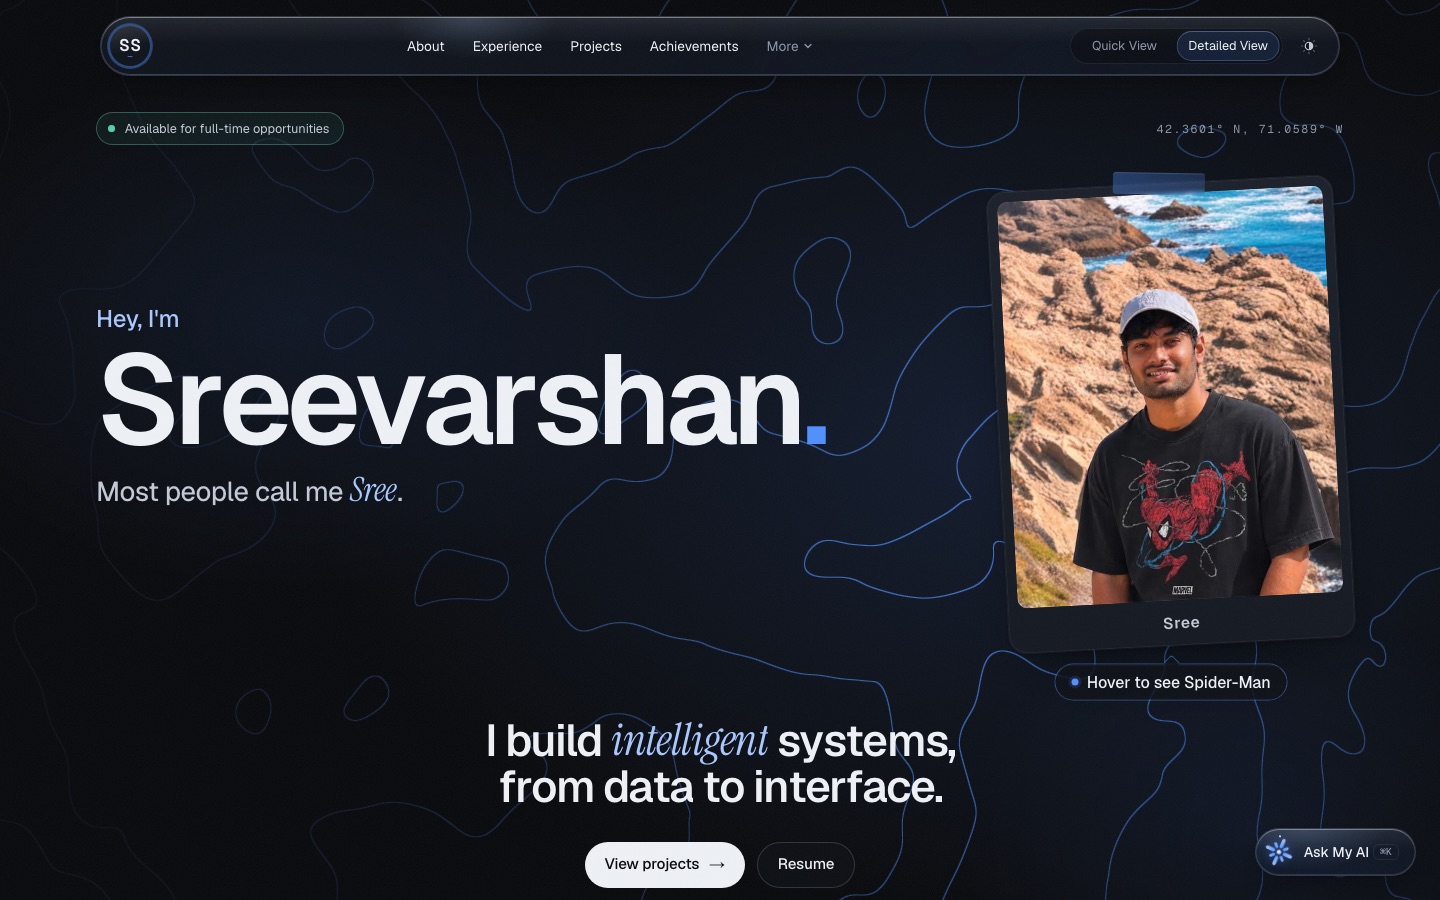 SS
About
Experience
Projects
Achievements
More
Quick View
Detailed View
Available for full-time opportunities
42.3601° N, 71.0589° W
Hey, I'm
Sreevarshan.
Most people call me Sree.
MARVEL
Sree
Hover to see Spider-Man
I build intelligent systems,
from data to interface.
View projects →
Resume
Ask My AI ⌘K